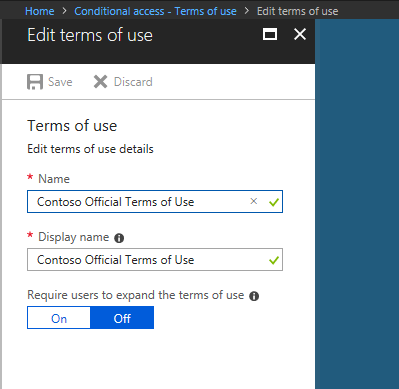 Home > Conditional access - Terms of use > Edit terms of use
Edit terms of use
Save Discard
Terms of use
Edit terms of use details
* Name
Contoso Official Terms of Use
* Display name
Contoso Official Terms of Use
Require users to expand the terms of use
On Off